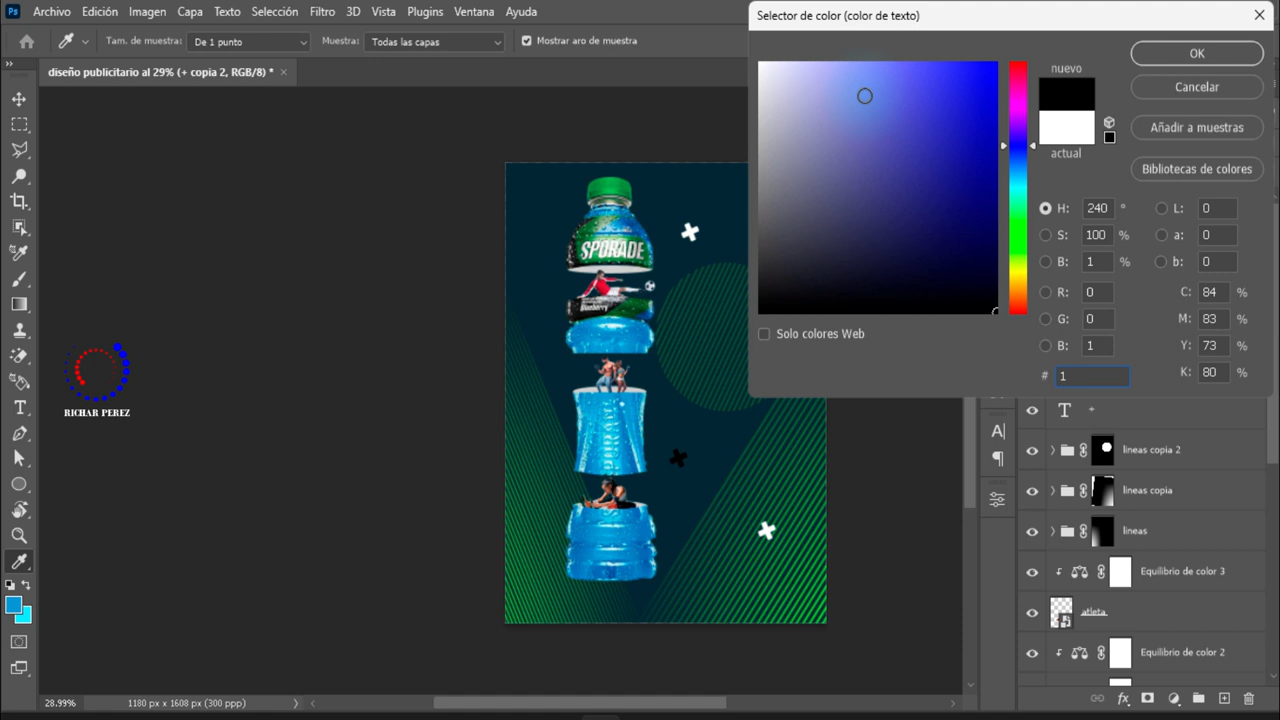 Archivo Edición Imagen Capa Texto Selección Filtro 3D Vista Plugins Ventana Ayuda
Selector de color (color de texto)
Tam. de muestra: De 1 punto Muestra: Todas las capas Mostrar aro de muestra
diseño publicitario al 29% (+ copia 2, RGB/8) *
nuevo
actual
OK
Cancelar
Añadir a muestras
Bibliotecas de colores
H: 240 ° L: 0
S: 100 % a: 0
B: 1 % b: 0
R: 0 C: 84 %
G: 0 M: 83 %
B: 1 Y: 73 %
# 1 K: 80 %
Solo colores Web
SPORADE
Blueberry
RICHAR PEREZ
+
lineas copia 2
lineas copia
lineas
Equilibrio de color 3
atleta
Equilibrio de color 2
28.99% 1180 px x 1608 px (300 ppp)